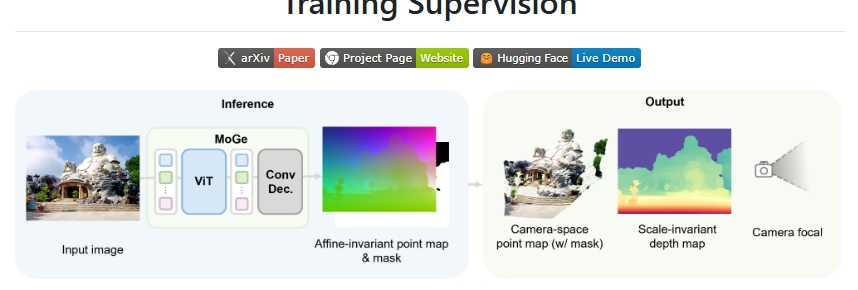 Training Supervision
arXiv Paper
Project Page Website
Hugging Face Live Demo
Inference
MoGe
ViT
Conv
Dec.
Input image
Affine-invariant point map
& mask
Output
Camera-space
point map (w/ mask)
Scale-invariant
depth map
Camera focal